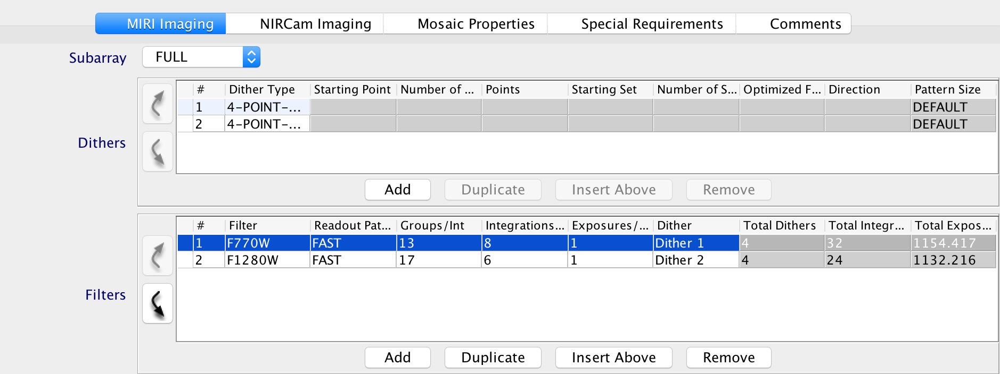 MIRI Imaging NIRCam Imaging Mosaic Properties Special Requirements Comments
Subarray FULL
# Dither Type Starting Point Number of ... Points Starting Set Number of S... Optimized F... Direction Pattern Size
1 4-POINT-... DEFAULT
2 4-POINT-... DEFAULT
Dithers
Add Duplicate Insert Above Remove
# Filter Readout Pat... Groups/Int Integrations... Exposures/... Dither Total Dithers Total Integr... Total Expos...
1 F770W FAST 13 8 1 Dither 1 4 32 1154.417
2 F1280W FAST 17 6 1 Dither 2 4 24 1132.216
Filters
Add Duplicate Insert Above Remove